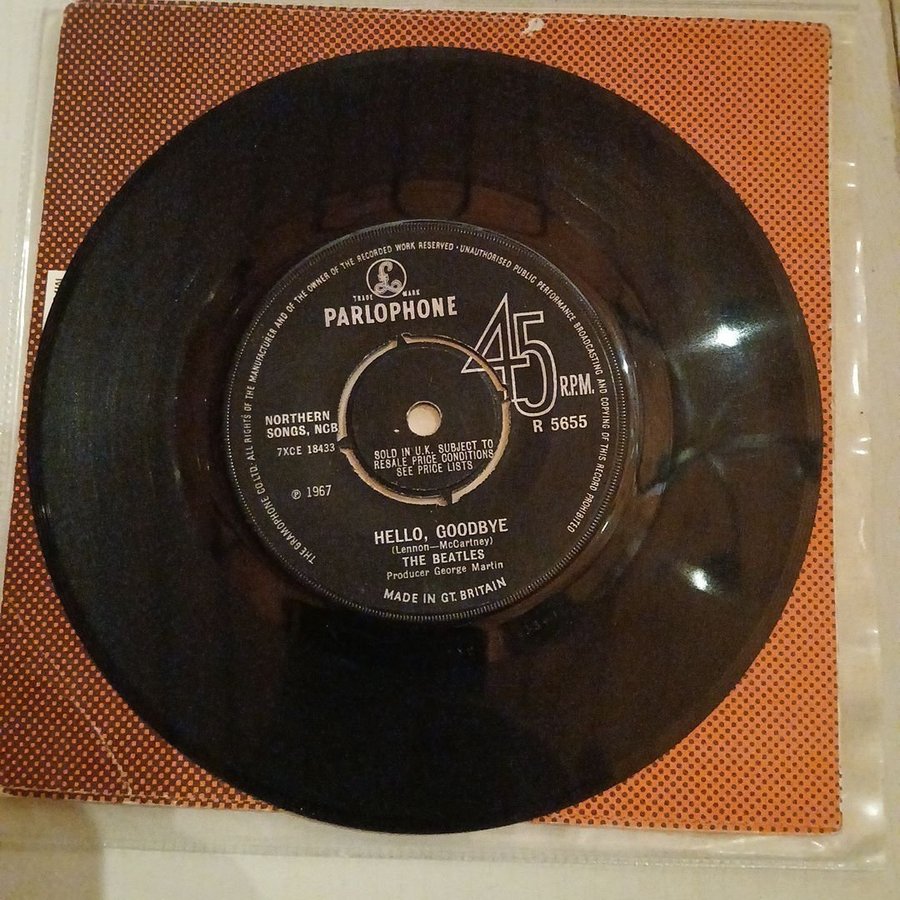 THE GRAMOPHONE CO LTD. ALL RIGHTS OF THE MANUFACTURER AND OF THE OWNER OF THE RECORDED WORK RESERVED · UNAUTHORISED PUBLIC PERFORMANCE BROADCASTING AND COPYING OF THIS RECORD PROHIBITED
£
TRADE MARK
PARLOPHONE
45
R.P.M.
R 5655
NORTHERN
SONGS, NCB
7XCE 18433
℗ 1967
SOLD IN U.K. SUBJECT TO
RESALE PRICE CONDITIONS
SEE PRICE LISTS
HELLO, GOODBYE
(Lennon—McCartney)
THE BEATLES
Producer George Martin
MADE IN GT. BRITAIN